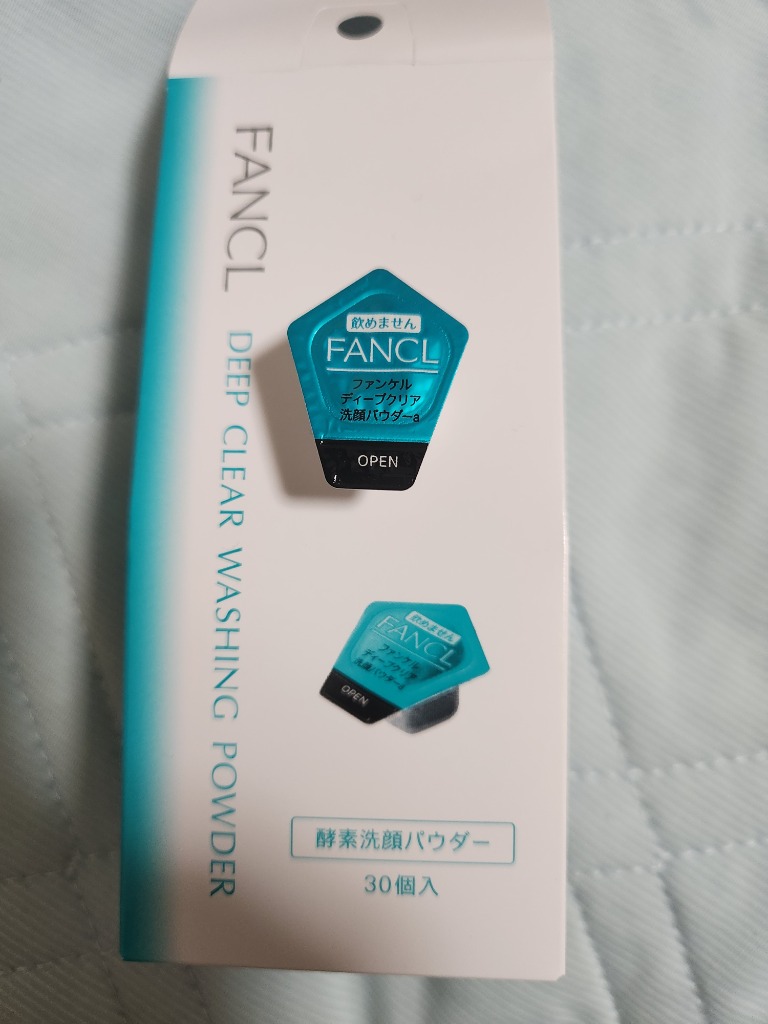 FANCL
DEEP CLEAR WASHING POWDER
飲めません
FANCL
ファンケル
ディープクリア
洗顔パウダーa
OPEN
飲めません
FANCL
ファンケル
ディープクリア
洗顔パウダーa
OPEN
酵素洗顔パウダー
30個入